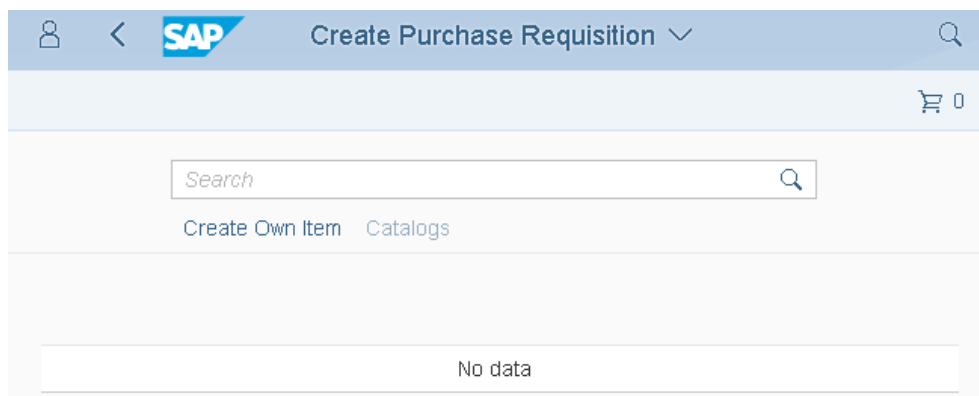 SAP Create Purchase Requisition
0
Search
Create Own Item Catalogs
No data